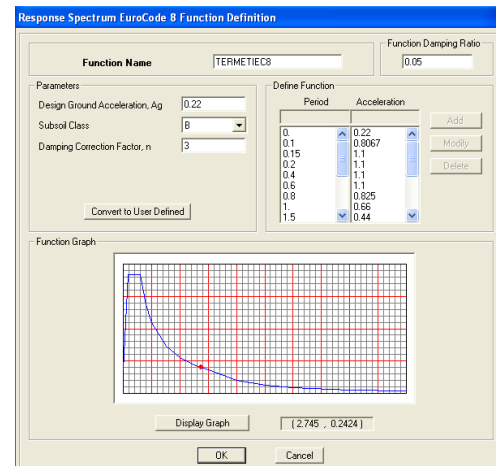 Response Spectrum EuroCode 8 Function Definition
Function Damping Ratio
Function Name TERMETIEC8 0.05
Parameters Define Function
Design Ground Acceleration, Ag 0.22 Period Acceleration
Subsoil Class B Add
Damping Correction Factor, n 3 Modify
Delete
0. 0.22
0.1 0.8067
0.15 1.1
0.2 1.1
0.4 1.1
0.6 1.1
0.8 0.825
1. 0.66
1.5 0.44
Convert to User Defined
Function Graph
Display Graph (2.745 , 0.2424)
OK Cancel